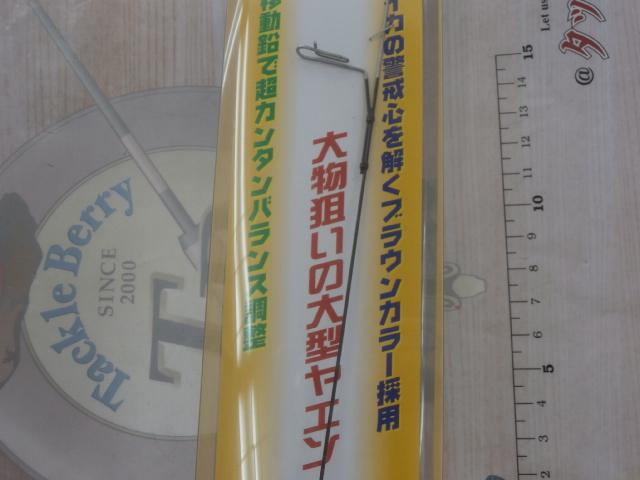 移動鉛で超カンタンバランス調整
大物狙いの大型ヤエン
カの警戒心を解くブラウンカラー採用
Tackle Berry
SINCE
2000
T
Let us
@タッ
15
14
13
12
11
10
9
8
7
6
5
4
3
2